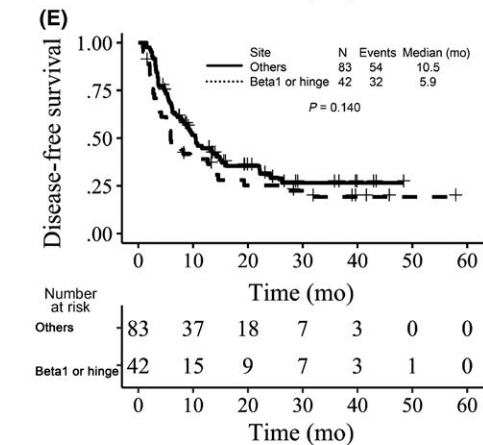 (E)
Disease-free survival
1.00
.75
.50
.25
.00
Site N Events Median (mo)
Others 83 54 10.5
Beta1 or hinge 42 32 5.9
P = 0.140
0 10 20 30 40 50 60
Time (mo)
Number
at risk
Others 83 37 18 7 3 0 0
Beta1 or hinge 42 15 9 7 3 1 0
0 10 20 30 40 50 60
Time (mo)